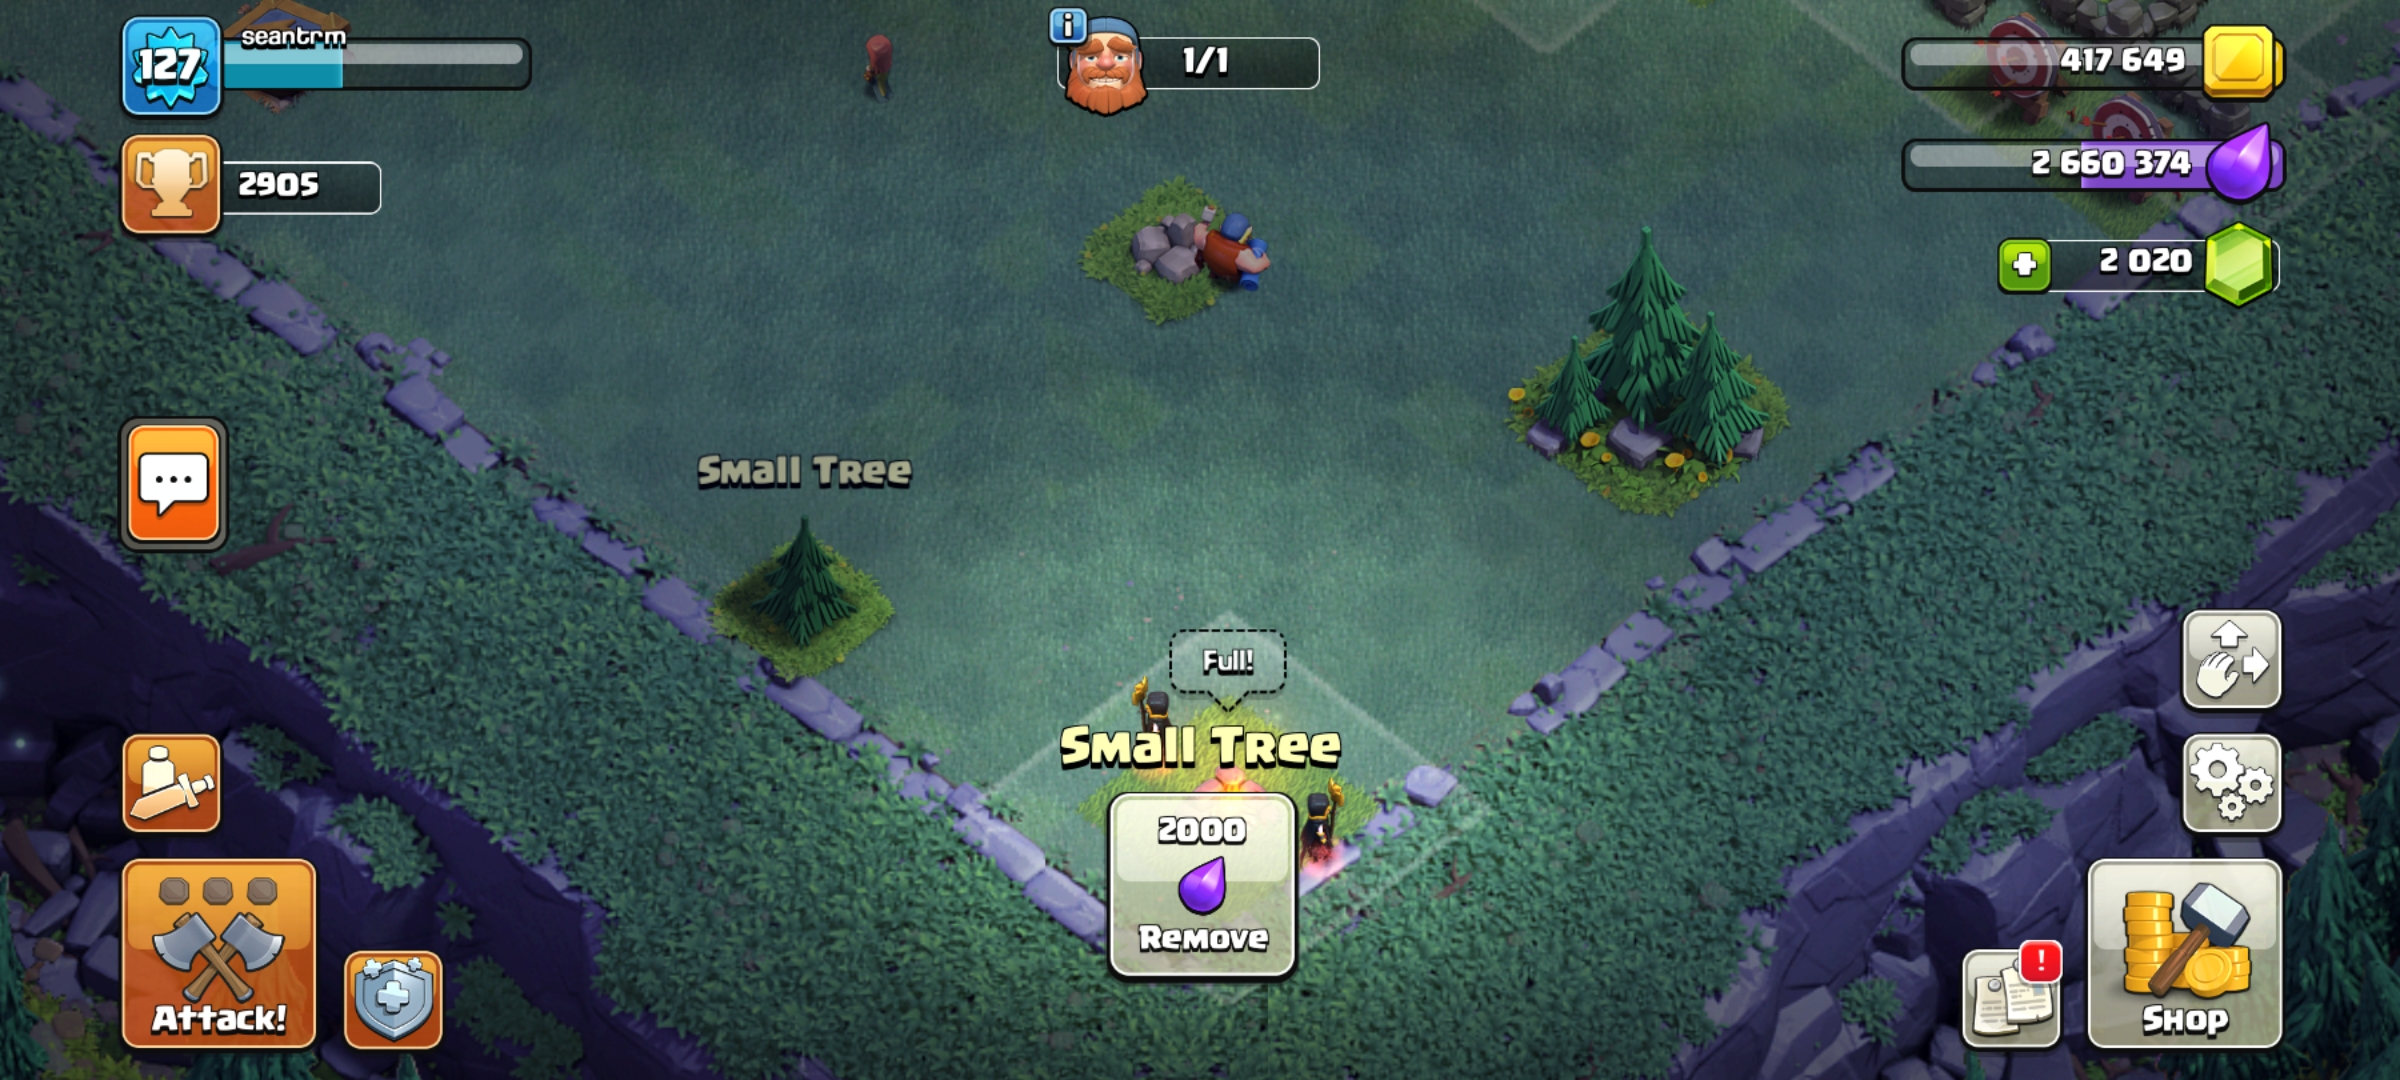 seantrm
127
i
1/1
417 649
2905
2 660 374
2 020
Small Tree
Full!
Small Tree
2000
Remove
!
Attack!
Shop